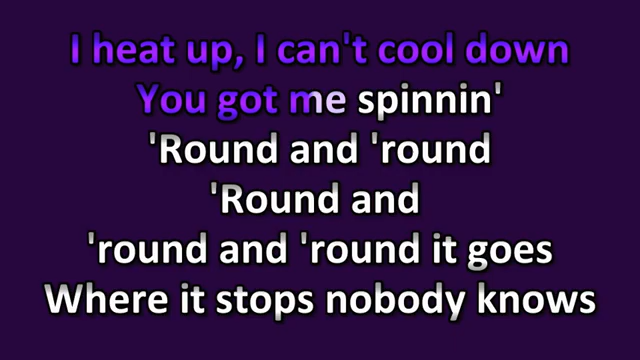 I heat up, I can't cool down
You got me spinnin'
'Round and 'round
'Round and
'round and 'round it goes
Where it stops nobody knows